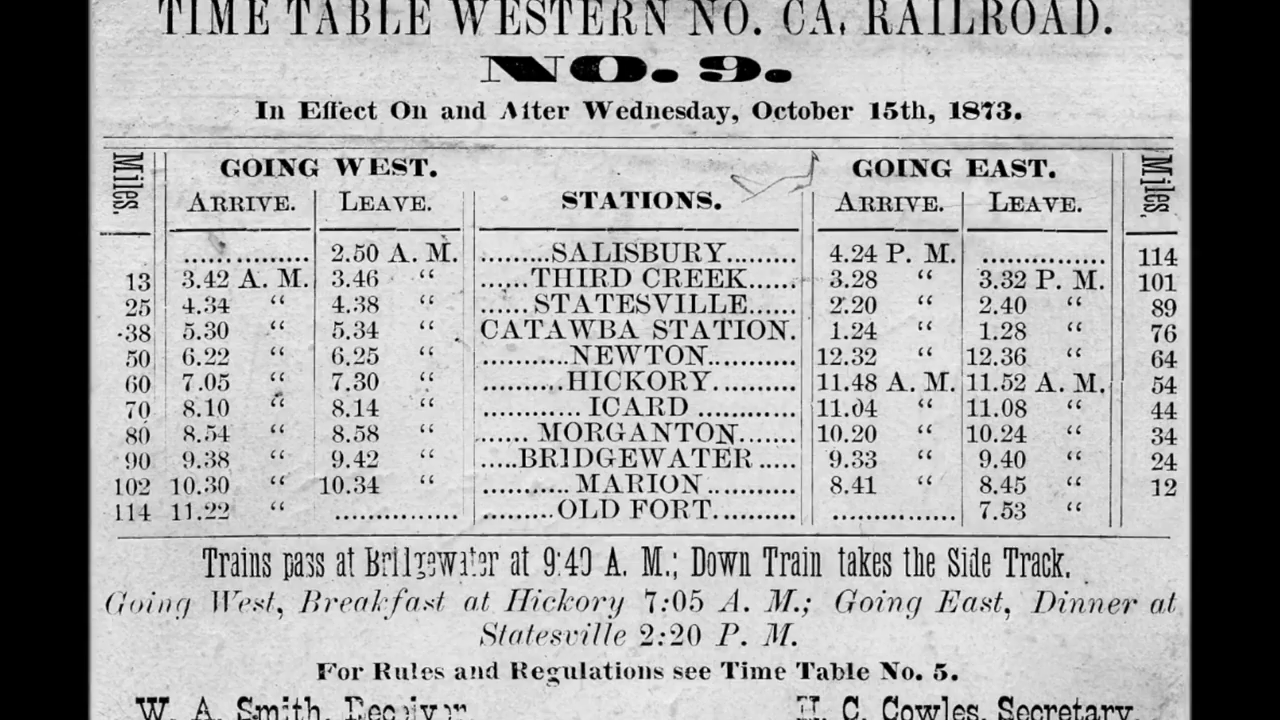 TIME TABLE WESTERN NO. CA. RAILROAD.
NO. 9.
In Effect On and After Wednesday, October 15th, 1873.
Miles. GOING WEST. STATIONS. GOING EAST. Miles.
ARRIVE. LEAVE. ARRIVE. LEAVE.
............... 2.50 A. M. .........SALISBURY......... 4.24 P. M. ............... 114
13 3.42 A. M. 3.46 “ ......THIRD CREEK...... 3.28 “ 3.32 P. M. 101
25 4.34 “ 4.38 “ ......STATESVILLE...... 2.20 “ 2.40 “ 89
38 5.30 “ 5.34 “ CATAWBA STATION. 1.24 “ 1.28 “ 76
50 6.22 “ 6.25 “ ..........NEWTON.......... 12.32 “ 12.36 “ 64
60 7.05 “ 7.30 “ ..........HICKORY.......... 11.48 A. M. 11.52 A. M. 54
70 8.10 “ 8.14 “ ............ ICARD ............ 11.04 “ 11.08 “ 44
80 8.54 “ 8.58 “ ....... MORGANTON....... 10.20 “ 10.24 “ 34
90 9.38 “ 9.42 “ .....BRIDGEWATER ..... 9.33 “ 9.40 “ 24
102 10.30 “ 10.34 “ .......... MARION .......... 8.41 “ 8.45 “ 12
114 11.22 “ ............... .........OLD FORT.......... ............... 7.53 “
Trains pass at Bridgewater at 9:40 A. M.; Down Train takes the Side Track.
Going West, Breakfast at Hickory 7:05 A. M.; Going East, Dinner at
Statesville 2:20 P. M.
For Rules and Regulations see Time Table No. 5.
W. A. Smith, Receiver. H. C. Cowles, Secretary.